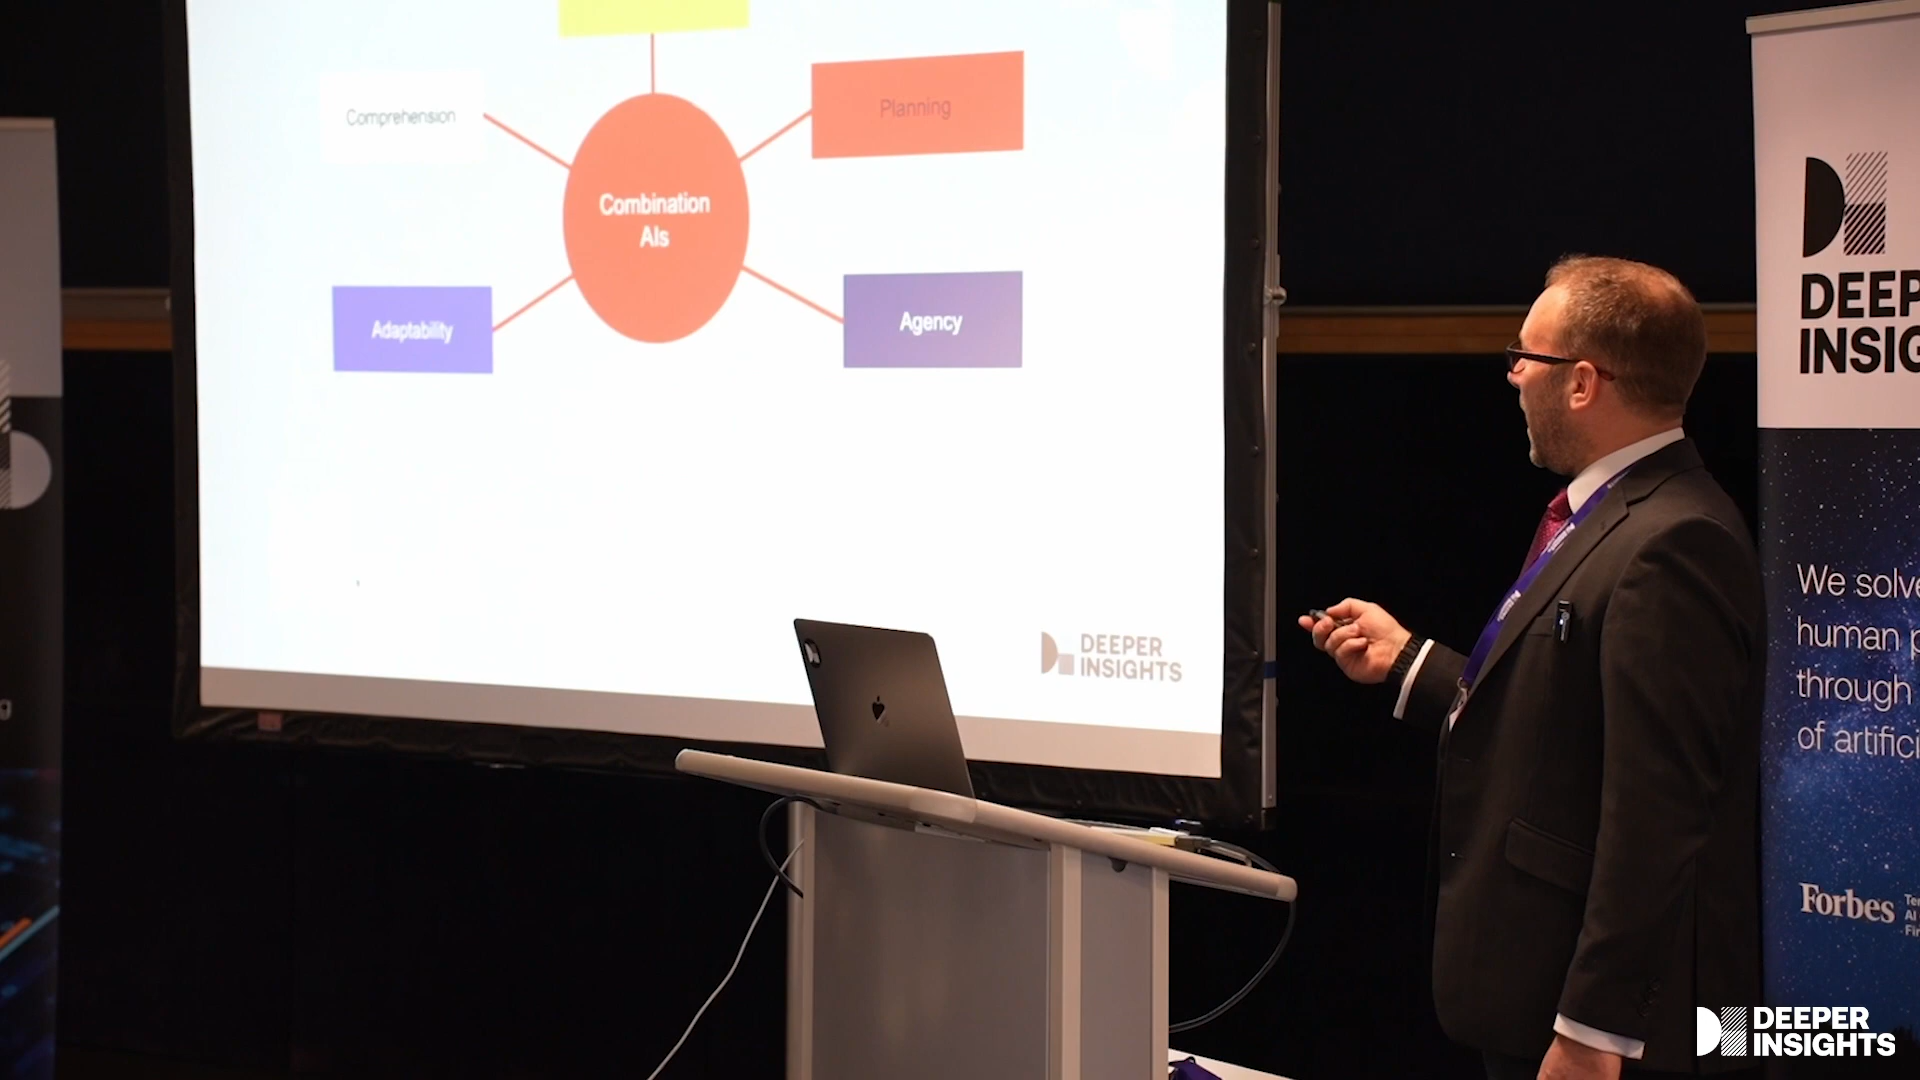 Comprehension
Planning
Combination
AIs
Adaptability
Agency
DEEPER
INSIGHTS
DEEP
INSIG
We solve
human p
through
of artifici
Forbes
AI
DEEPER
INSIGHTS